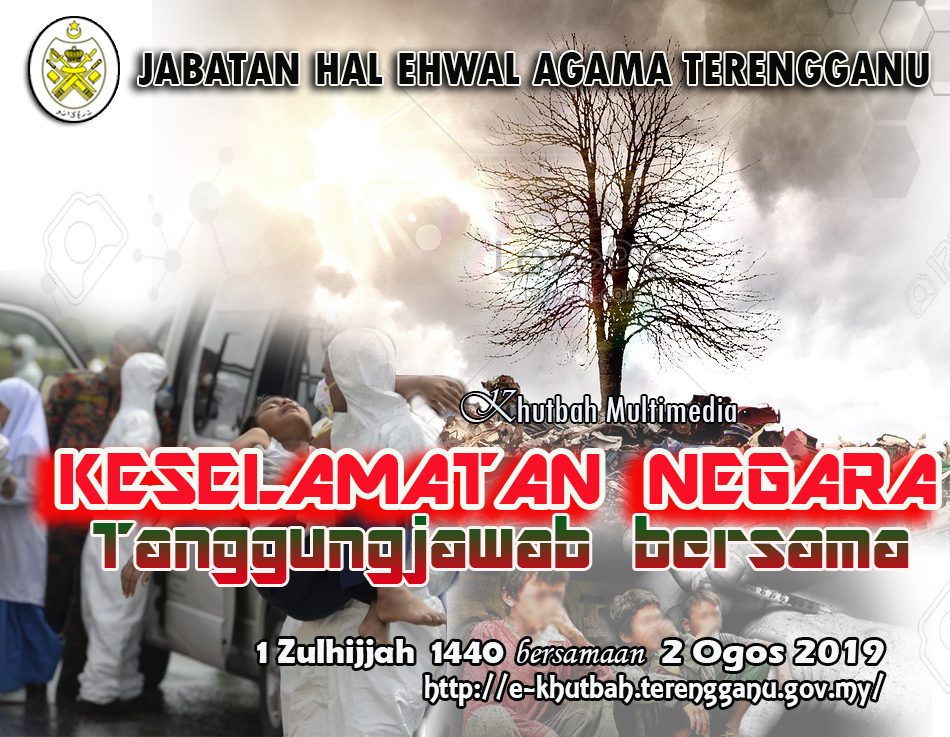 JABATAN HAL EHWAL AGAMA TERENGGANU
Khutbah Multimedia
KESELAMATAN NEGARA
Tanggungjawab bersama
1 Zulhijjah 1440 bersamaan 2 Ogos 2019
http://e-khutbah.terengganu.gov.my/